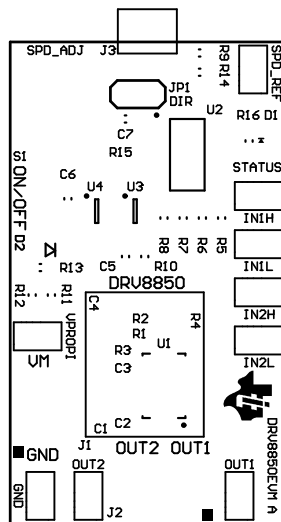 SPD_ADJ J3
R9
R14
SPD_REF
JP1
DIR
U2
C7
R15
R16 D1
S1
ON/OFF
D2
C6
U4
U3
STATUS
IN1H
R8
R7
R6
R5
C5
R10
R13
IN1L
DRV8850
R12
R11
VPROPI
C4
R2
R1
R4
IN2H
U1
R3
C3
VM
IN2L
C1
C2
J1
OUT2 OUT1
GND
DRV8850EVM A
GND
OUT2
J2
OUT1